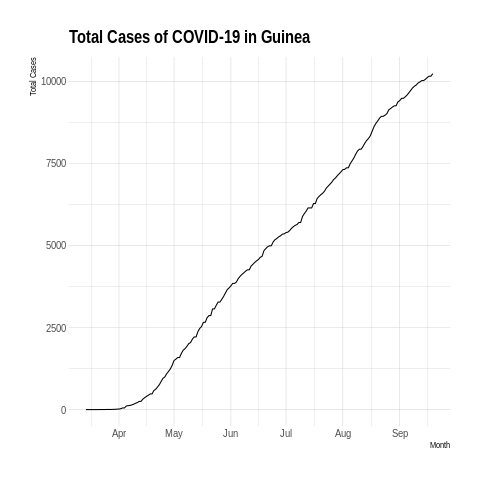 Total Cases of COVID-19 in Guinea
Total Cases
10000
7500
5000
2500
0
Apr May Jun Jul Aug Sep
Month